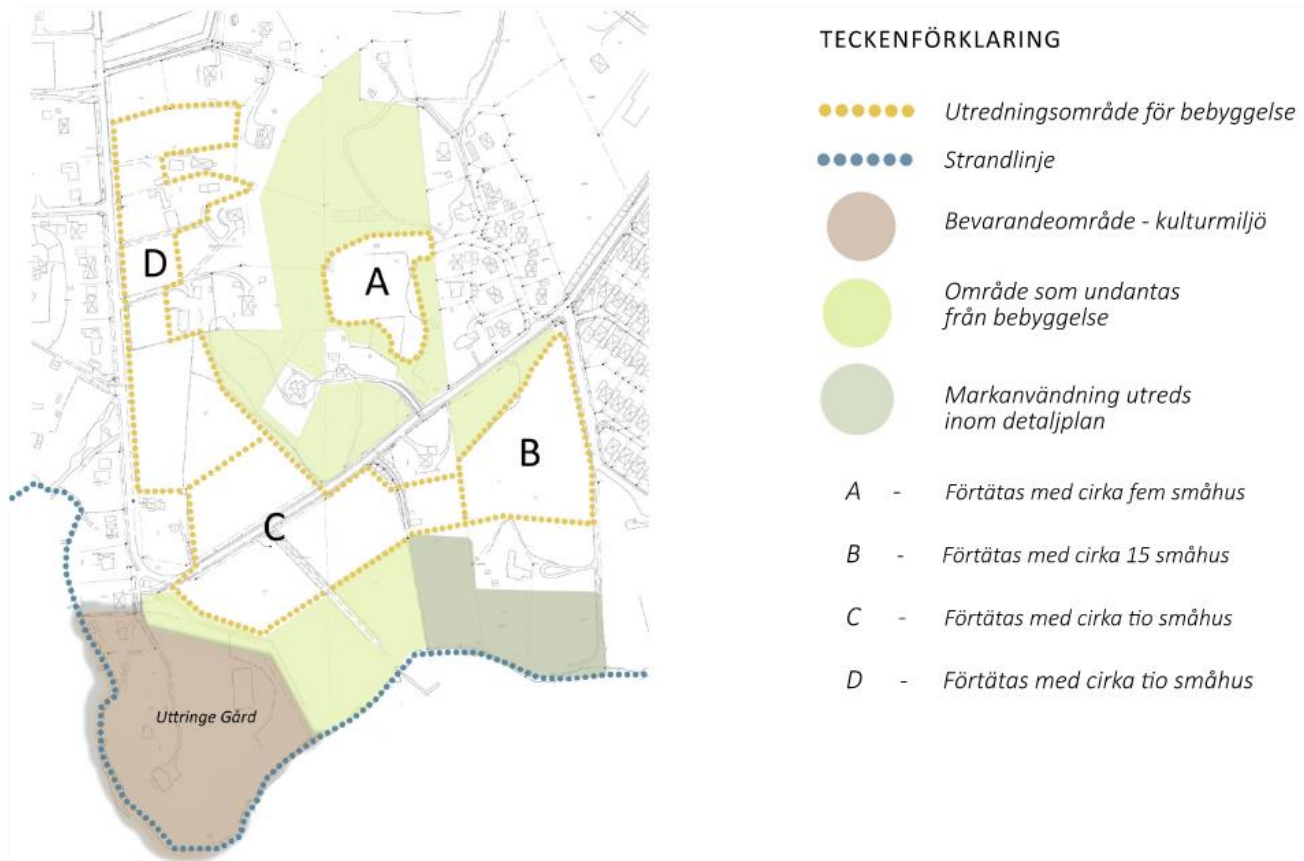 TECKENFÖRKLARING
Utredningsområde för bebyggelse
Strandlinje
Bevarandeområde - kulturmiljö
Område som undantas
från bebyggelse
Markanvändning utreds
inom detaljplan
A - Förtätas med cirka fem småhus
B - Förtätas med cirka 15 småhus
C - Förtätas med cirka tio småhus
D - Förtätas med cirka tio småhus
D
A
B
C
Uttringe Gård